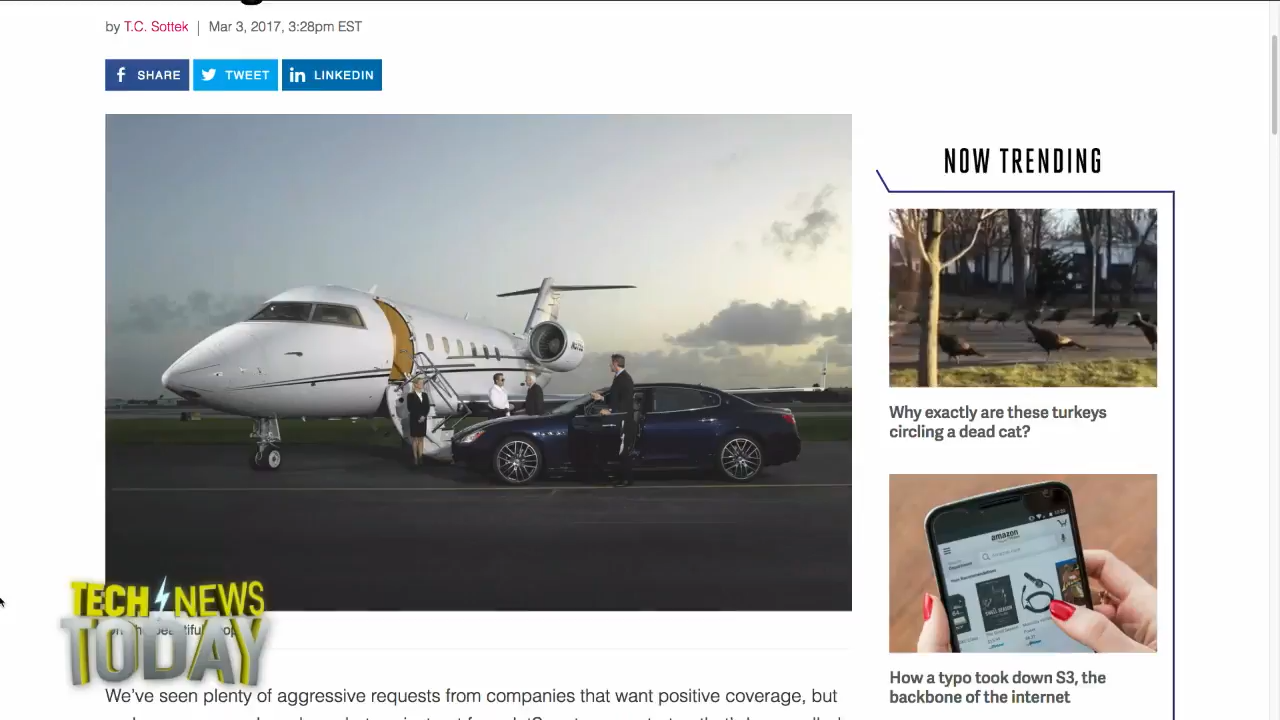 by T.C. Sottek | Mar 3, 2017, 3:28pm EST
SHARE
TWEET
LINKEDIN
NOW TRENDING
Why exactly are these turkeys
circling a dead cat?
amazon
How a typo took down S3, the
backbone of the internet
TECH NEWS
TODAY
We've seen plenty of aggressive requests from companies that want positive coverage, but